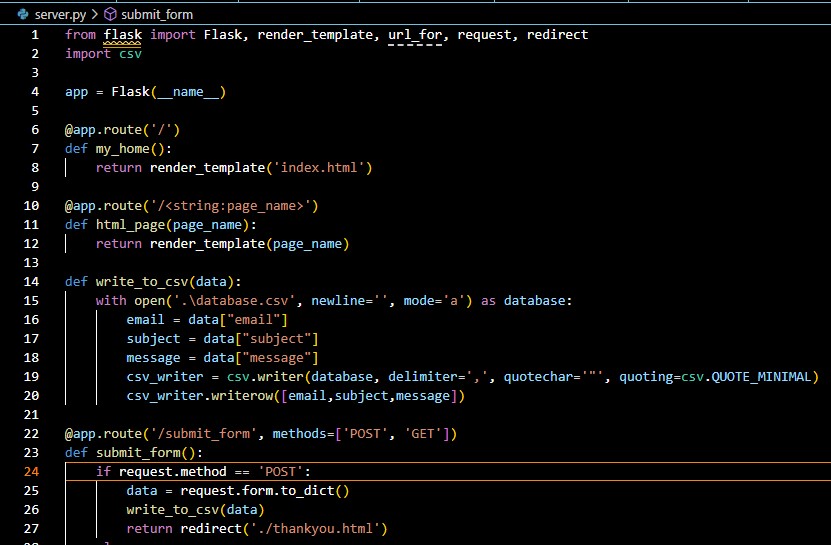 server.py > submit_form
1 from flask import Flask, render_template, url_for, request, redirect
2 import csv
3
4 app = Flask(__name__)
5
6 @app.route('/')
7 def my_home():
8     return render_template('index.html')
9
10 @app.route('/<string:page_name>')
11 def html_page(page_name):
12     return render_template(page_name)
13
14 def write_to_csv(data):
15     with open('.\database.csv', newline='', mode='a') as database:
16         email = data["email"]
17         subject = data["subject"]
18         message = data["message"]
19         csv_writer = csv.writer(database, delimiter=',', quotechar='"', quoting=csv.QUOTE_MINIMAL)
20         csv_writer.writerow([email,subject,message])
21
22 @app.route('/submit_form', methods=['POST', 'GET'])
23 def submit_form():
24     if request.method == 'POST':
25         data = request.form.to_dict()
26         write_to_csv(data)
27         return redirect('./thankyou.html')